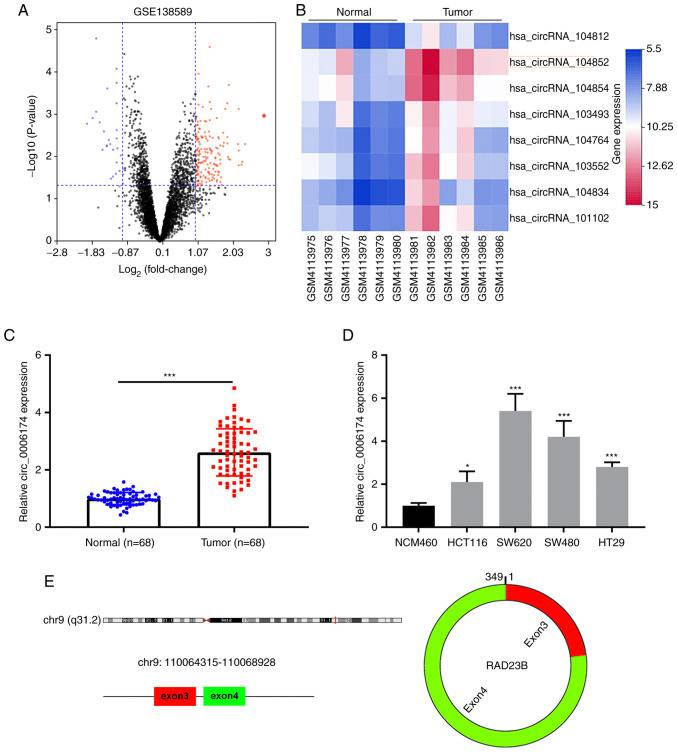 A
GSE138589
−Log10 (P-value)
5
4
3
2
1
0
−2.8
−1.83
−0.87
0.1
1.07
2.03
3
Log2 (fold-change)
B
Normal
Tumor
hsa_circRNA_104812
hsa_circRNA_104852
hsa_circRNA_104854
hsa_circRNA_103493
hsa_circRNA_104764
hsa_circRNA_103552
hsa_circRNA_104834
hsa_circRNA_101102
5.5
7.88
10.25
12.62
15
Gene expression
GSM4113975
GSM4113976
GSM4113977
GSM4113978
GSM4113979
GSM4113980
GSM4113981
GSM4113982
GSM4113983
GSM4113984
GSM4113985
GSM4113986
C
Relative circ_0006174 expression
6
4
2
0
***
Normal (n=68)
Tumor (n=68)
D
Relative circ_0006174 expression
8
6
4
2
0
*
***
***
***
NCM460
HCT116
SW620
SW480
HT29
E
chr9 (q31.2)
chr9: 110064315-110068928
exon3
exon4
349
1
Exon3
RAD23B
Exon4